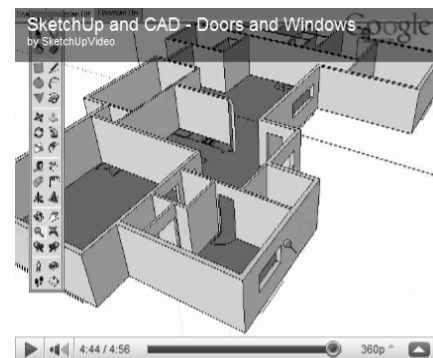 SketchUp and CAD - Doors and Windows
by SketchUpVideo
Google
4:44 / 4:56
360p